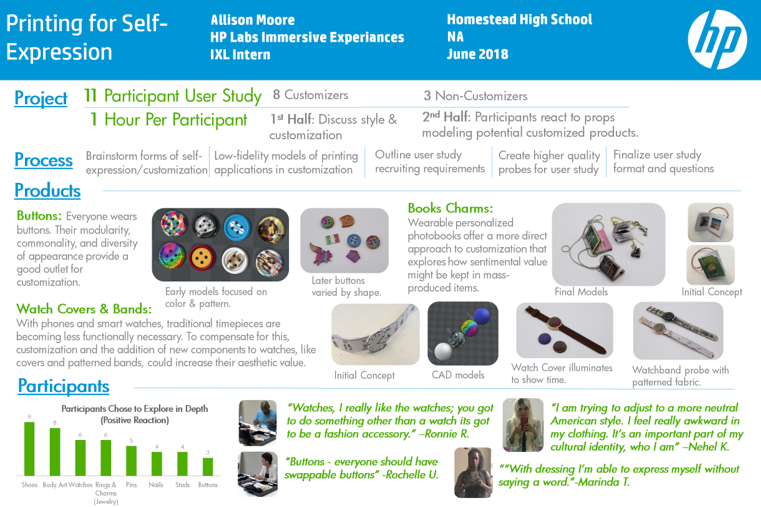 Printing for Self-
Expression
Allison Moore
HP Labs Immersive Experiances
IXL Intern
Homestead High School
NA
June 2018
hp
Project
11 Participant User Study
8 Customizers
3 Non-Customizers
1 Hour Per Participant
1st Half: Discuss style &
customization
2nd Half: Participants react to props
modeling potential customized products.
Process
Brainstorm forms of self-
expression/customization
Low-fidelity models of printing
applications in customization
Outline user study
recruiting requirements
Create higher quality
probes for user study
Finalize user study
format and questions
Products
Buttons: Everyone wears
buttons. Their modularity,
commonality, and diversity
of appearance provide a
good outlet for
customization.
Early models focused on
color & pattern.
Later buttons
varied by shape.
Books Charms:
Wearable personalized
photobooks offer a more direct
approach to customization that
explores how sentimental value
might be kept in mass-
produced items.
Final Models
Initial Concept
Watch Covers & Bands:
With phones and smart watches, traditional timepieces are
becoming less functionally necessary. To compensate for this,
customization and the addition of new components to watches, like
covers and patterned bands, could increase their aesthetic value.
Initial Concept
CAD models
Watch Cover illuminates
to show time.
Watchband probe with
patterned fabric.
Participants
Participants Chose to Explore in Depth
(Positive Reaction)
9
8
6
6
5
4
4
3
Shoes
Body Art
Watches
Rings &
Charms
(Jewelry)
Pins
Nails
Studs
Buttons
"Watches, I really like the watches; you got
to do something other than a watch its got
to be a fashion accessory." –Ronnie R.
"Buttons - everyone should have
swappable buttons" -Rochelle U.
"I am trying to adjust to a more neutral
American style. I feel really awkward in
my clothing. It's an important part of my
cultural identity, who I am" –Nehel K.
""With dressing I'm able to express myself without
saying a word."-Marinda T.